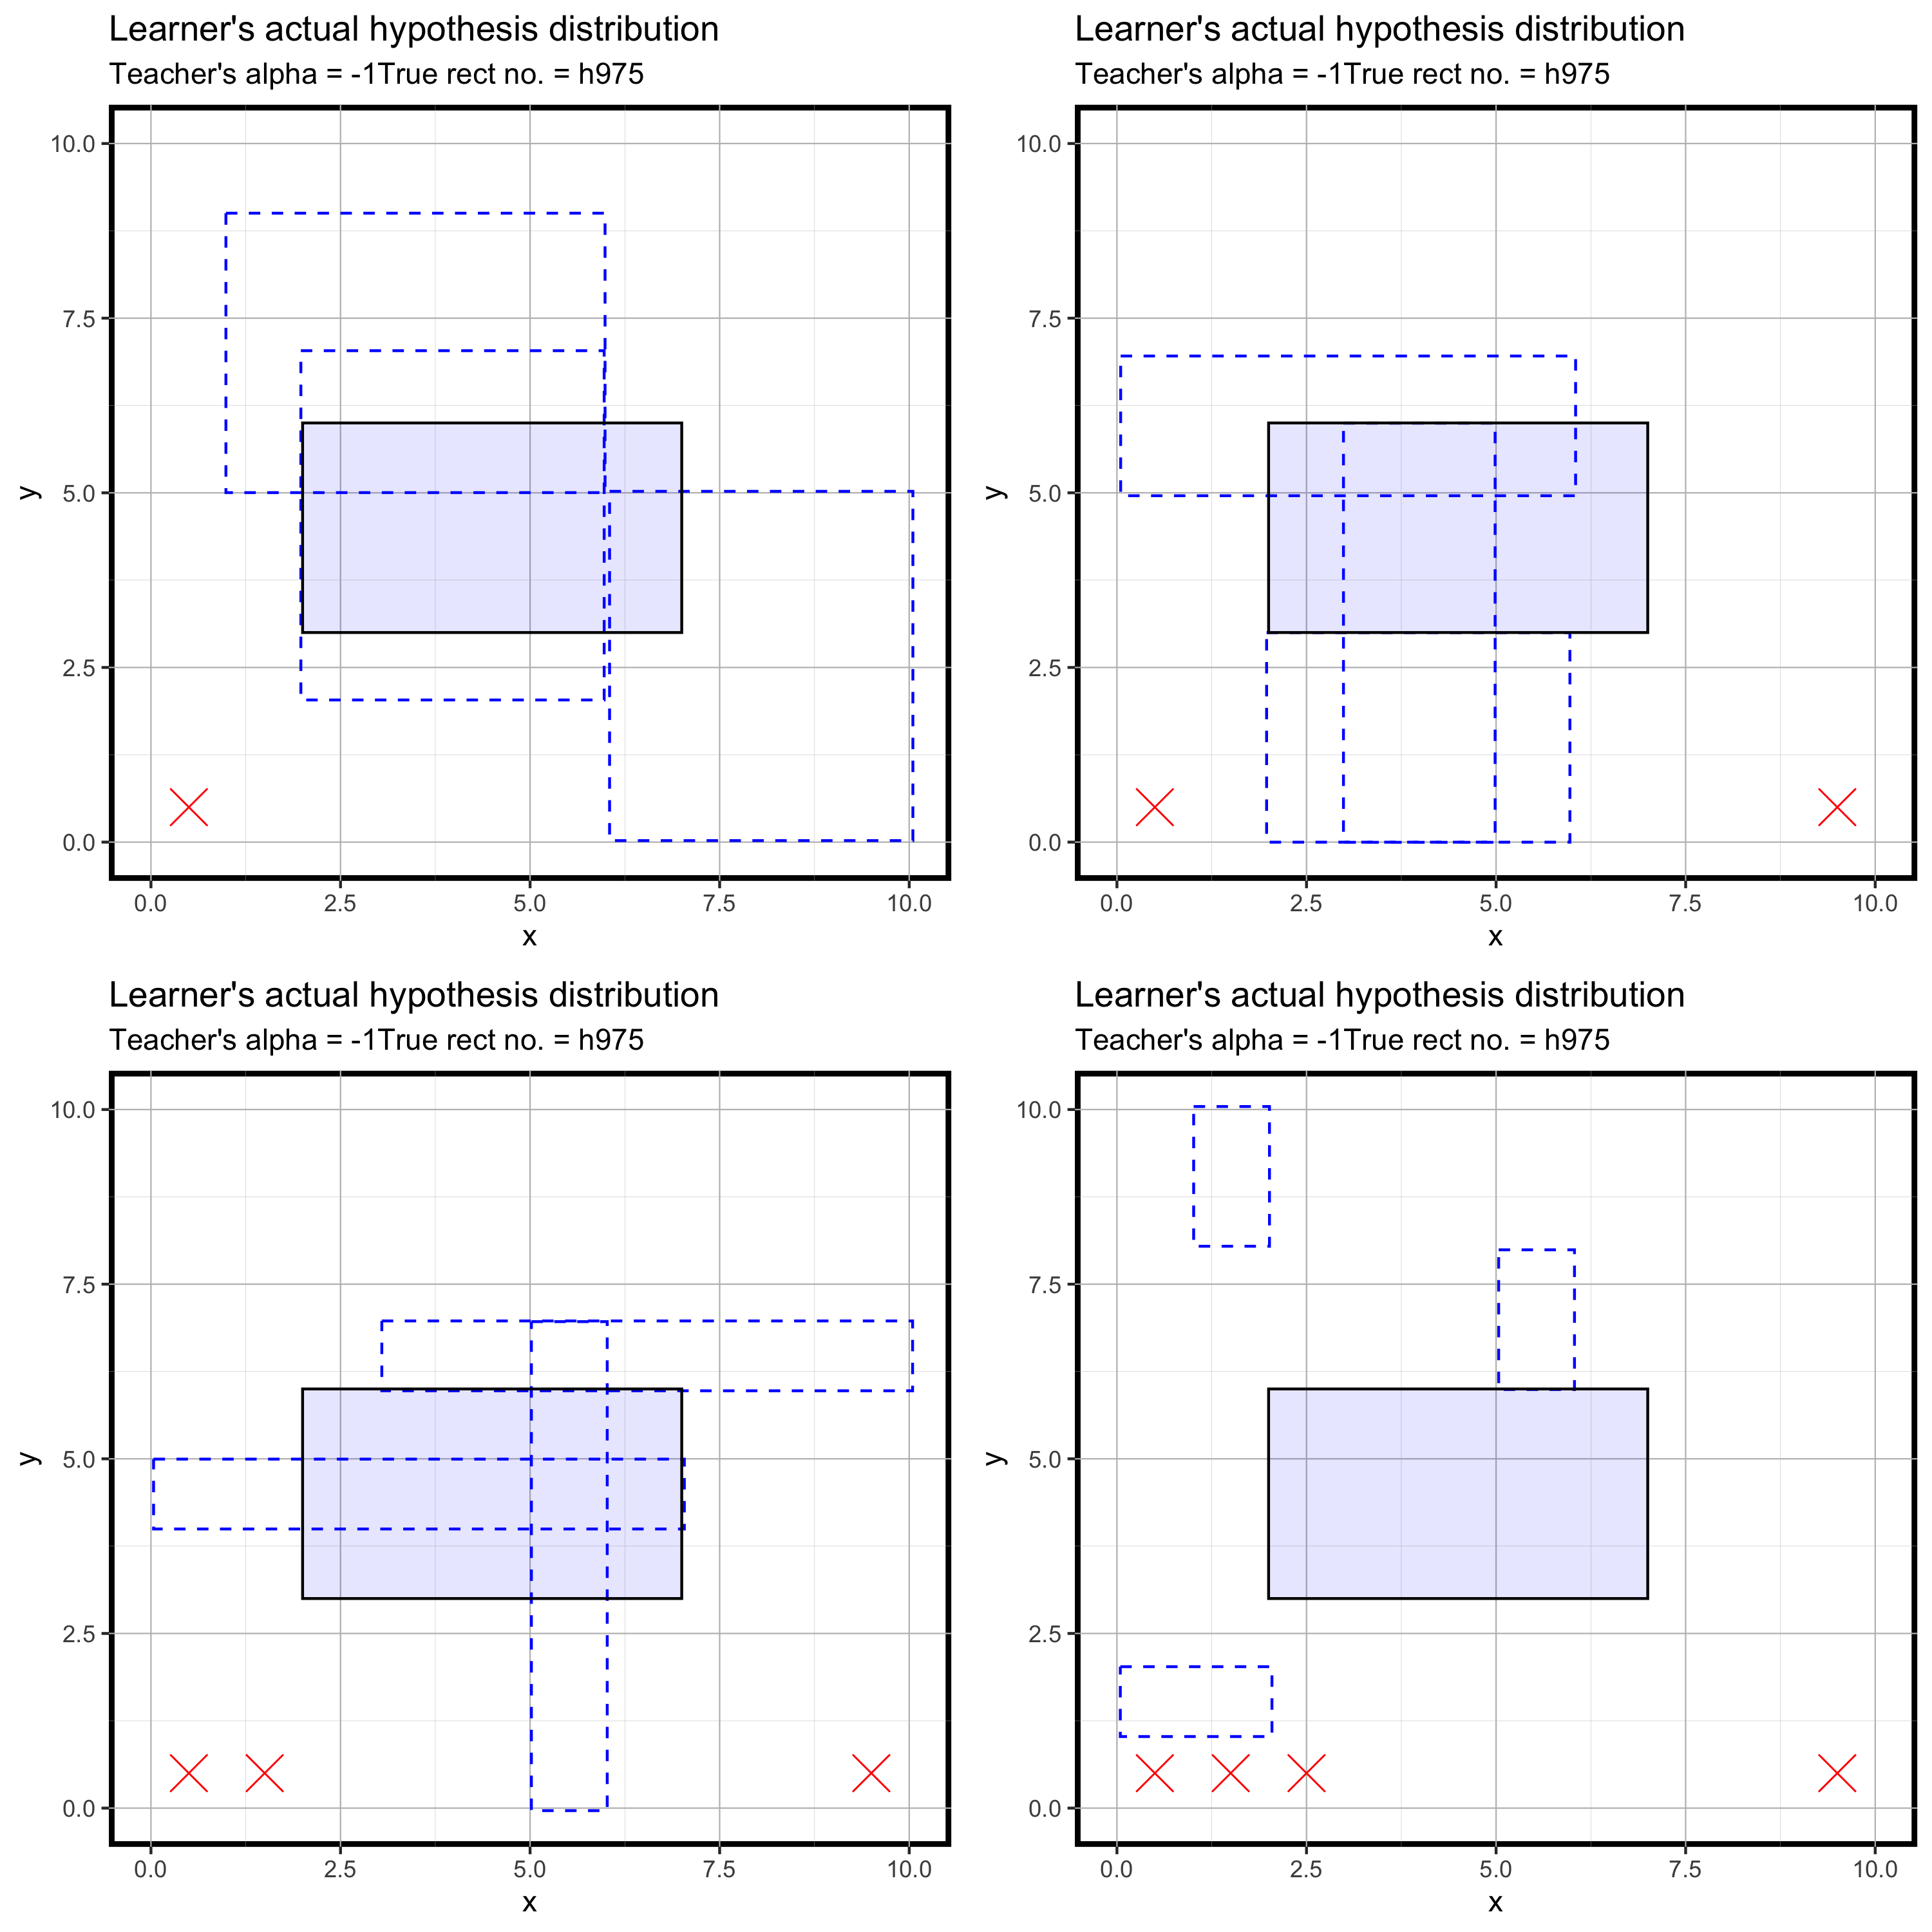 Learner's actual hypothesis distribution
Teacher's alpha = -1True rect no. = h975
10.0
7.5
5.0
2.5
0.0
y
0.0 2.5 5.0 7.5 10.0
x
Learner's actual hypothesis distribution
Teacher's alpha = -1True rect no. = h975
10.0
7.5
5.0
2.5
0.0
y
0.0 2.5 5.0 7.5 10.0
x
Learner's actual hypothesis distribution
Teacher's alpha = -1True rect no. = h975
10.0
7.5
5.0
2.5
0.0
y
0.0 2.5 5.0 7.5 10.0
x
Learner's actual hypothesis distribution
Teacher's alpha = -1True rect no. = h975
10.0
7.5
5.0
2.5
0.0
y
0.0 2.5 5.0 7.5 10.0
x